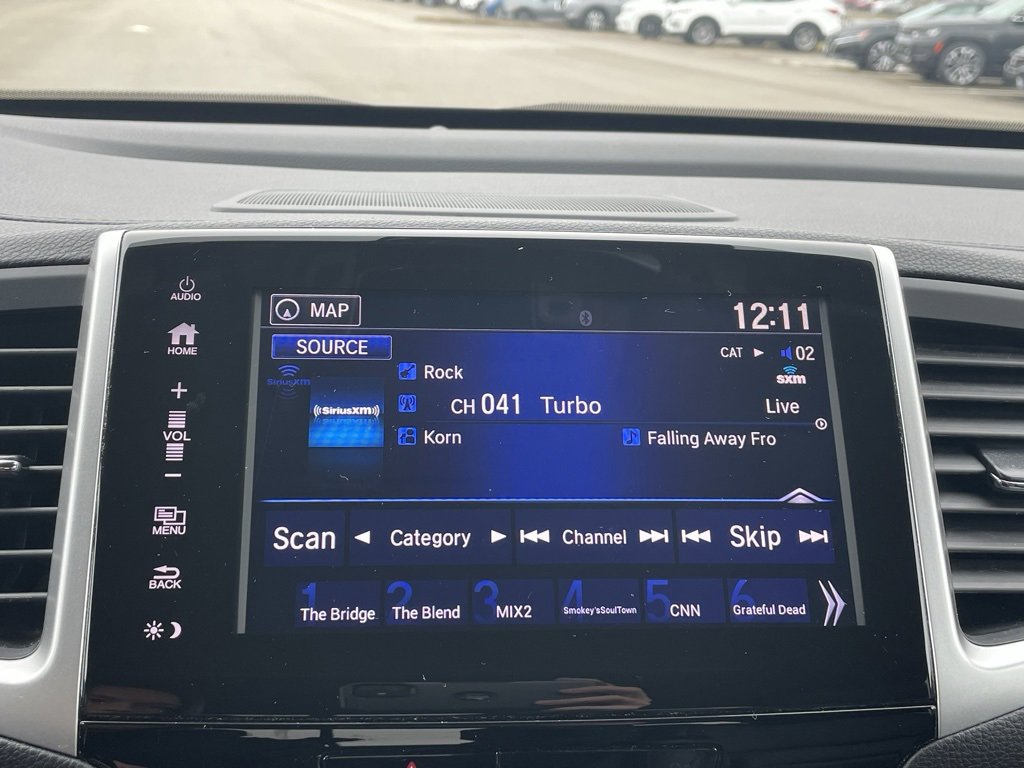 AUDIO
HOME
+
VOL
−
MENU
BACK
MAP
12:11
SOURCE
CAT ► 02
SiriusXM
sxm
((SiriusXM))
Rock
CH 041 Turbo
Live
Korn
Falling Away Fro
Scan
◄ Category ►
Channel
Skip
1 The Bridge
2 The Blend
3 MIX2
4 Smokey'sSoulTown
5 CNN
6 Grateful Dead